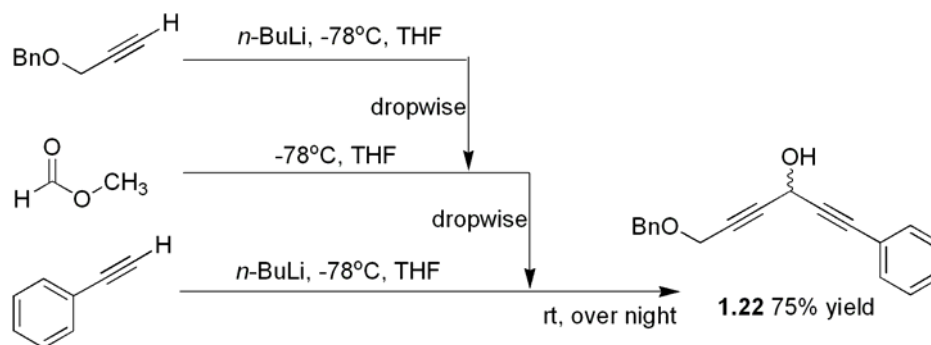 H
n-BuLi, -78ºC, THF
BnO
dropwise
O
-78ºC, THF
H
O
CH3
OH
dropwise
H
BnO
n-BuLi, -78ºC, THF
rt, over night
1.22 75% yield